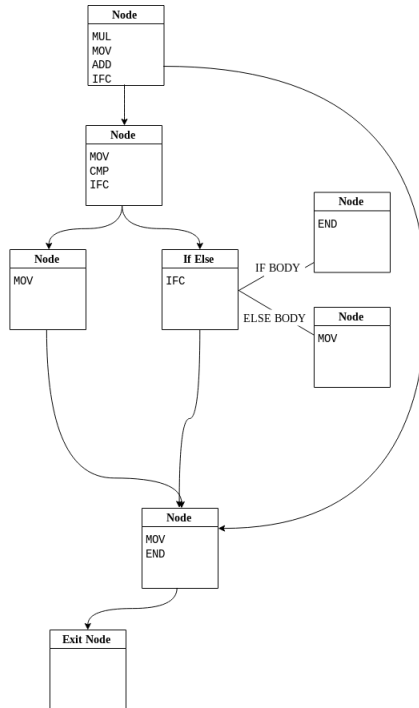 Node
MUL
MOV
ADD
IFC
Node
MOV
CMP
IFC
Node
MOV
If Else
IFC
IF BODY
ELSE BODY
Node
END
Node
MOV
Node
MOV
END
Exit Node